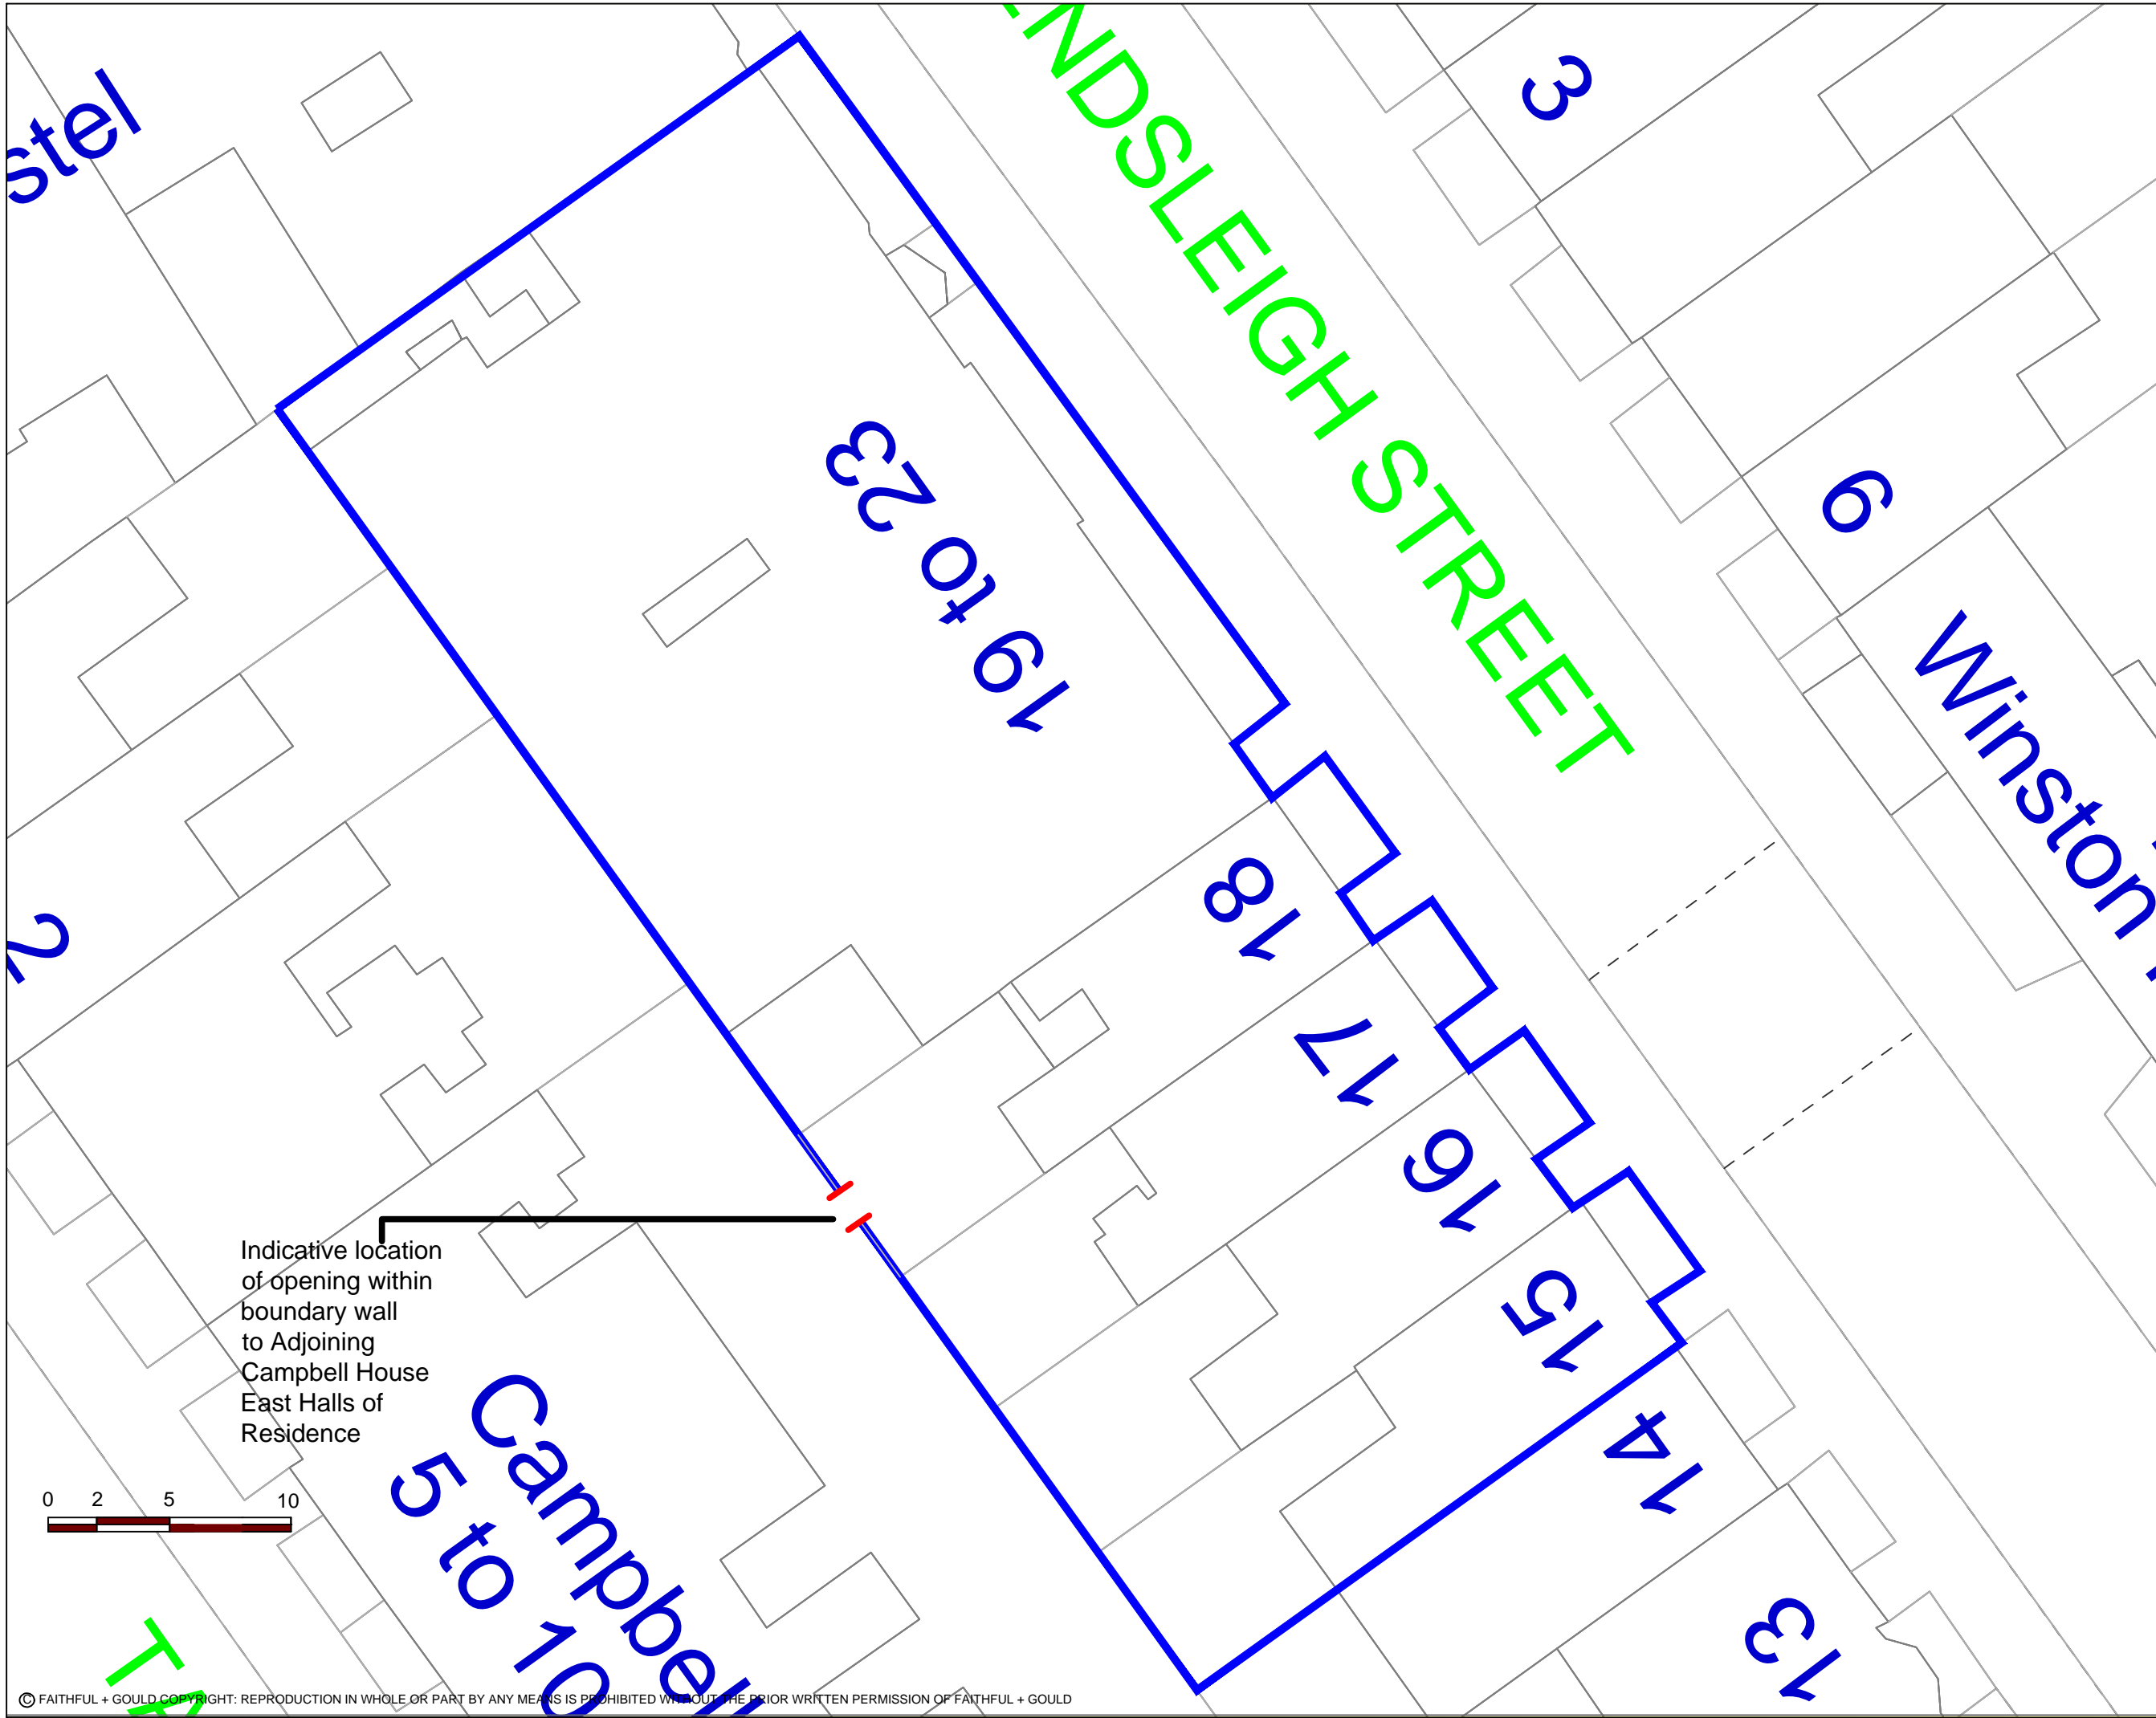 stel
NDSLEIGH STREET
3
6
Winston
19 to 23
18
17
16
15
14
13
2
Indicative location
of opening within
boundary wall
to Adjoining
Campbell House
East Halls of
Residence
Campbel
5 to 10
0 2 5 10
TA
© FAITHFUL + GOULD COPYRIGHT: REPRODUCTION IN WHOLE OR PART BY ANY MEANS IS PROHIBITED WITHOUT THE PRIOR WRITTEN PERMISSION OF FAITHFUL + GOULD